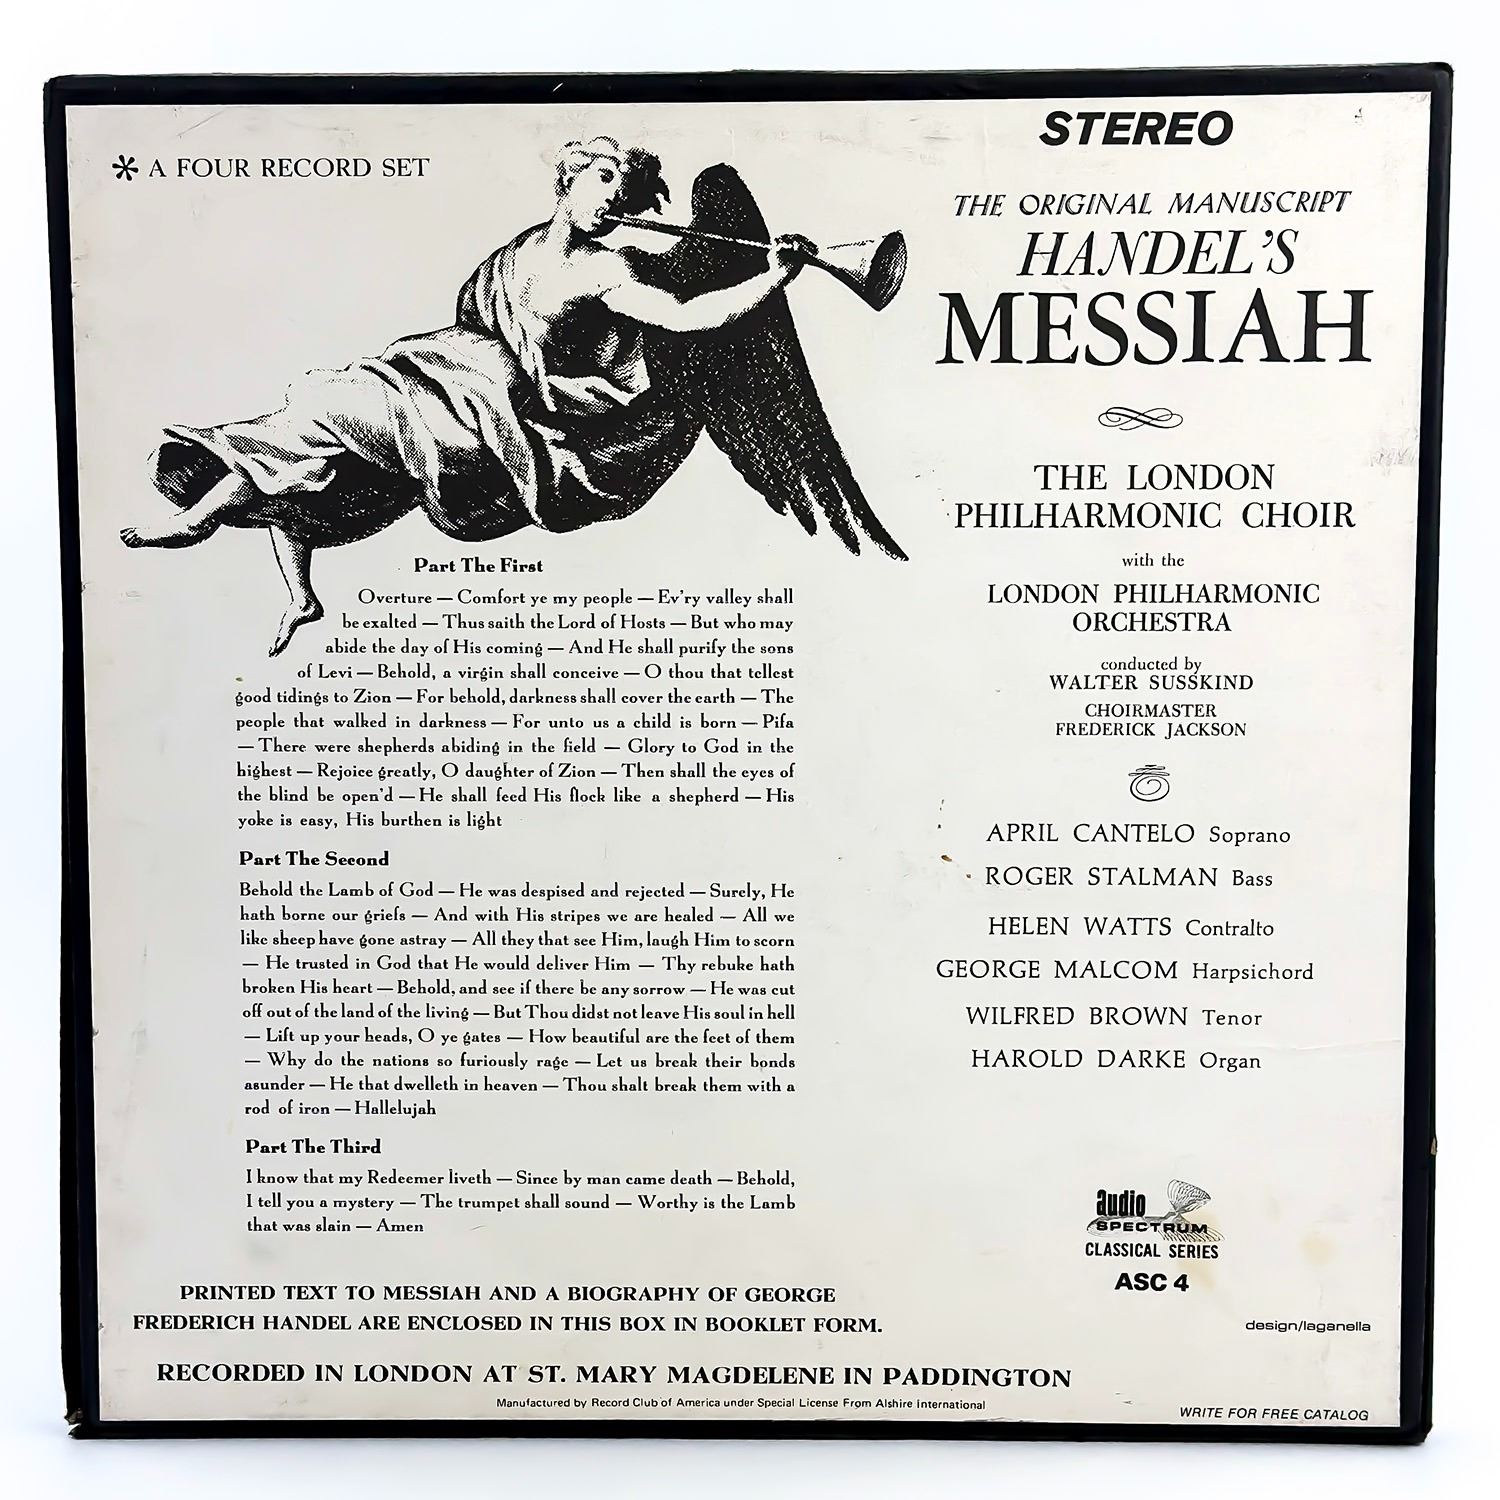 * A FOUR RECORD SET
STEREO
THE ORIGINAL MANUSCRIPT
HANDEL'S
MESSIAH
THE LONDON
PHILHARMONIC CHOIR
with the
LONDON PHILHARMONIC
ORCHESTRA
conducted by
WALTER SUSSKIND
CHOIRMASTER
FREDERICK JACKSON
APRIL CANTELO Soprano
ROGER STALMAN Bass
HELEN WATTS Contralto
GEORGE MALCOM Harpsichord
WILFRED BROWN Tenor
HAROLD DARKE Organ
Part The First
Overture — Comfort ye my people — Ev'ry valley shall
be exalted — Thus saith the Lord of Hosts — But who may
abide the day of His coming — And He shall purify the sons
of Levi — Behold, a virgin shall conceive — O thou that tellest
good tidings to Zion — For behold, darkness shall cover the earth — The
people that walked in darkness — For unto us a child is born — Pifa
— There were shepherds abiding in the field — Glory to God in the
highest — Rejoice greatly, O daughter of Zion — Then shall the eyes of
the blind be open'd — He shall feed His flock like a shepherd — His
yoke is easy, His burthen is light
Part The Second
Behold the Lamb of God — He was despised and rejected — Surely, He
hath borne our griefs — And with His stripes we are healed — All we
like sheep have gone astray — All they that see Him, laugh Him to scorn
— He trusted in God that He would deliver Him — Thy rebuke hath
broken His heart — Behold, and see if there be any sorrow — He was cut
off out of the land of the living — But Thou didst not leave His soul in hell
— Lift up your heads, O ye gates — How beautiful are the feet of them
— Why do the nations so furiously rage — Let us break their bonds
asunder — He that dwelleth in heaven — Thou shalt break them with a
rod of iron — Hallelujah
Part The Third
I know that my Redeemer liveth — Since by man came death — Behold,
I tell you a mystery — The trumpet shall sound — Worthy is the Lamb
that was slain — Amen
audio
SPECTRUM
CLASSICAL SERIES
ASC 4
PRINTED TEXT TO MESSIAH AND A BIOGRAPHY OF GEORGE
FREDERICH HANDEL ARE ENCLOSED IN THIS BOX IN BOOKLET FORM.
design/laganella
RECORDED IN LONDON AT ST. MARY MAGDELENE IN PADDINGTON
Manufactured by Record Club of America under Special License From Alshire International
WRITE FOR FREE CATALOG